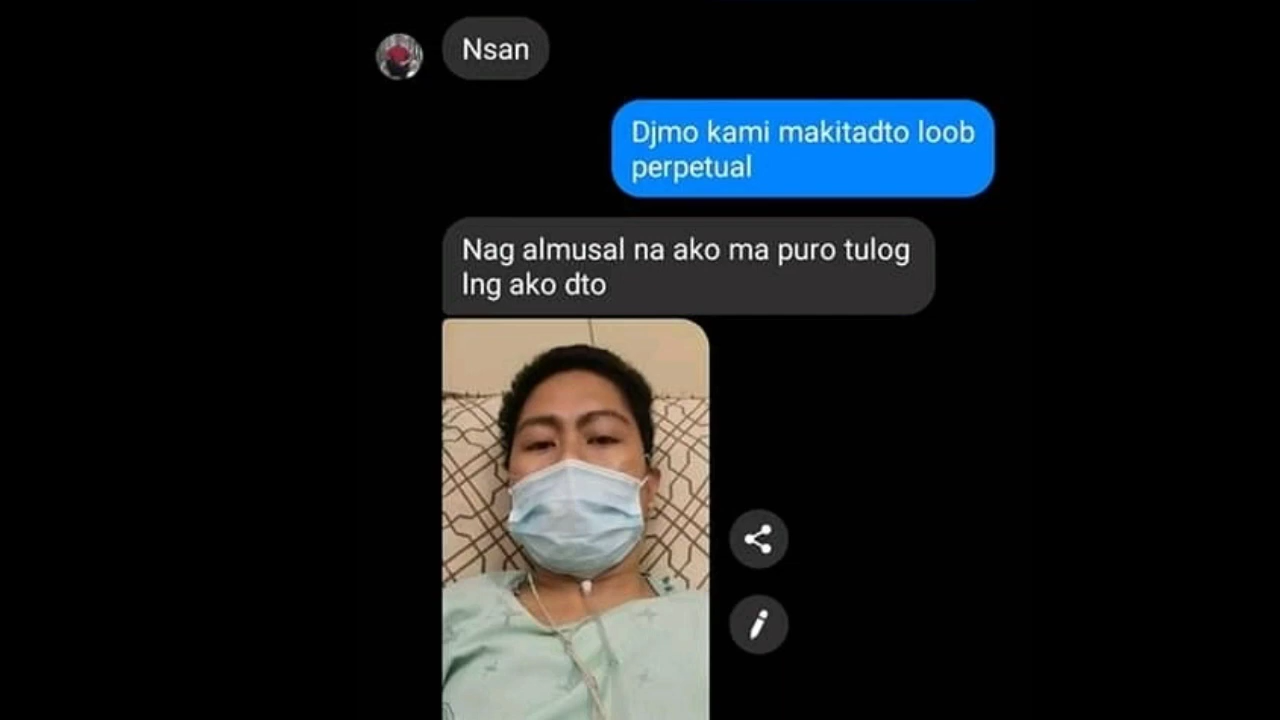 Nsan
Djmo kami makitadto loob
perpetual
Nag almusal na ako ma puro tulog
lng ako dto